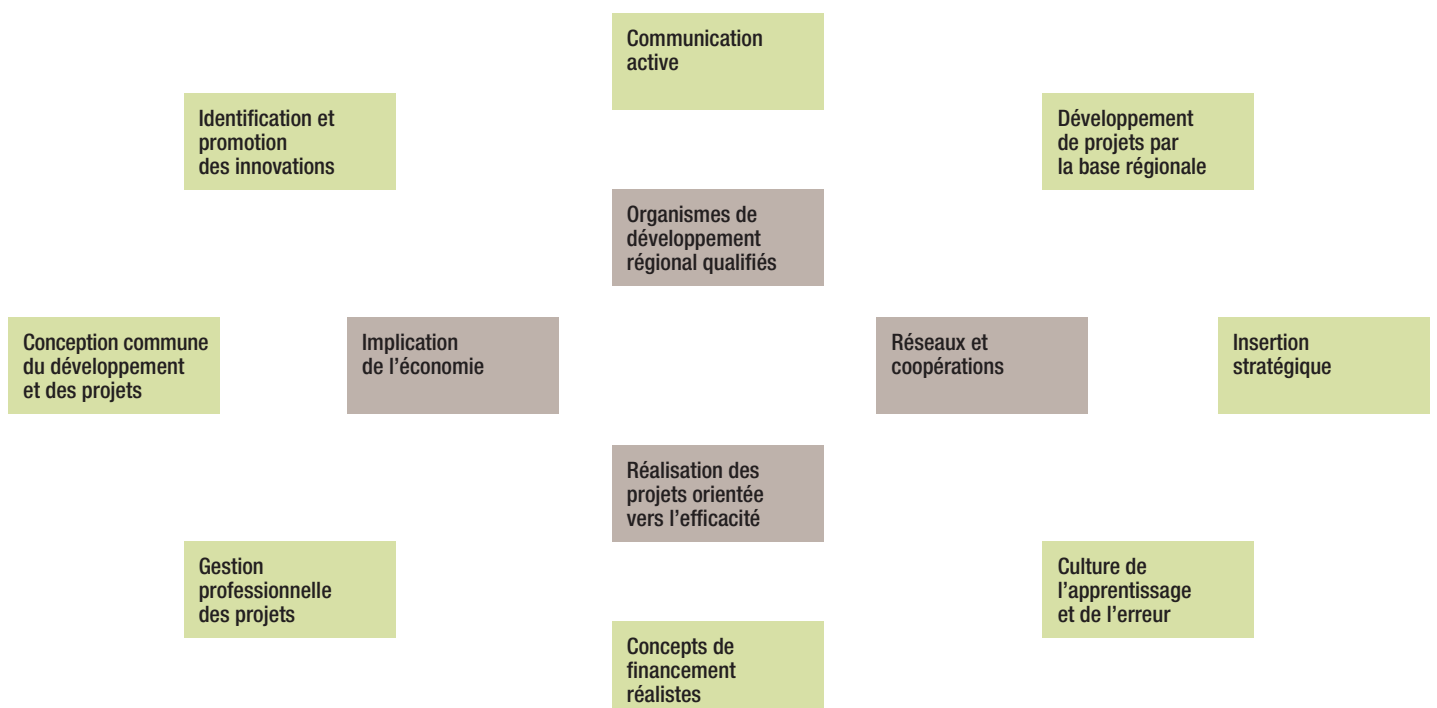 Communication
active
Identification et
promotion
des innovations
Développement
de projets par
la base régionale
Organismes de
développement
régional qualifiés
Conception commune
du développement
et des projets
Implication
de l’économie
Réseaux et
coopérations
Insertion
stratégique
Réalisation des
projets orientée
vers l’efficacité
Gestion
professionnelle
des projets
Culture de
l’apprentissage
et de l’erreur
Concepts de
financement
réalistes